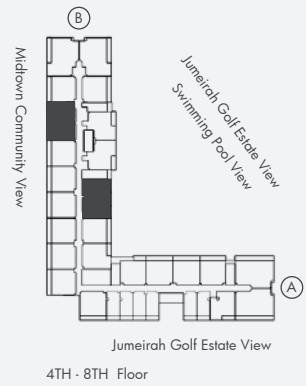 B
Midtown Community View
Jumeirah Golf Estate View
Swimming Pool View
A
Jumeirah Golf Estate View
4TH - 8TH Floor